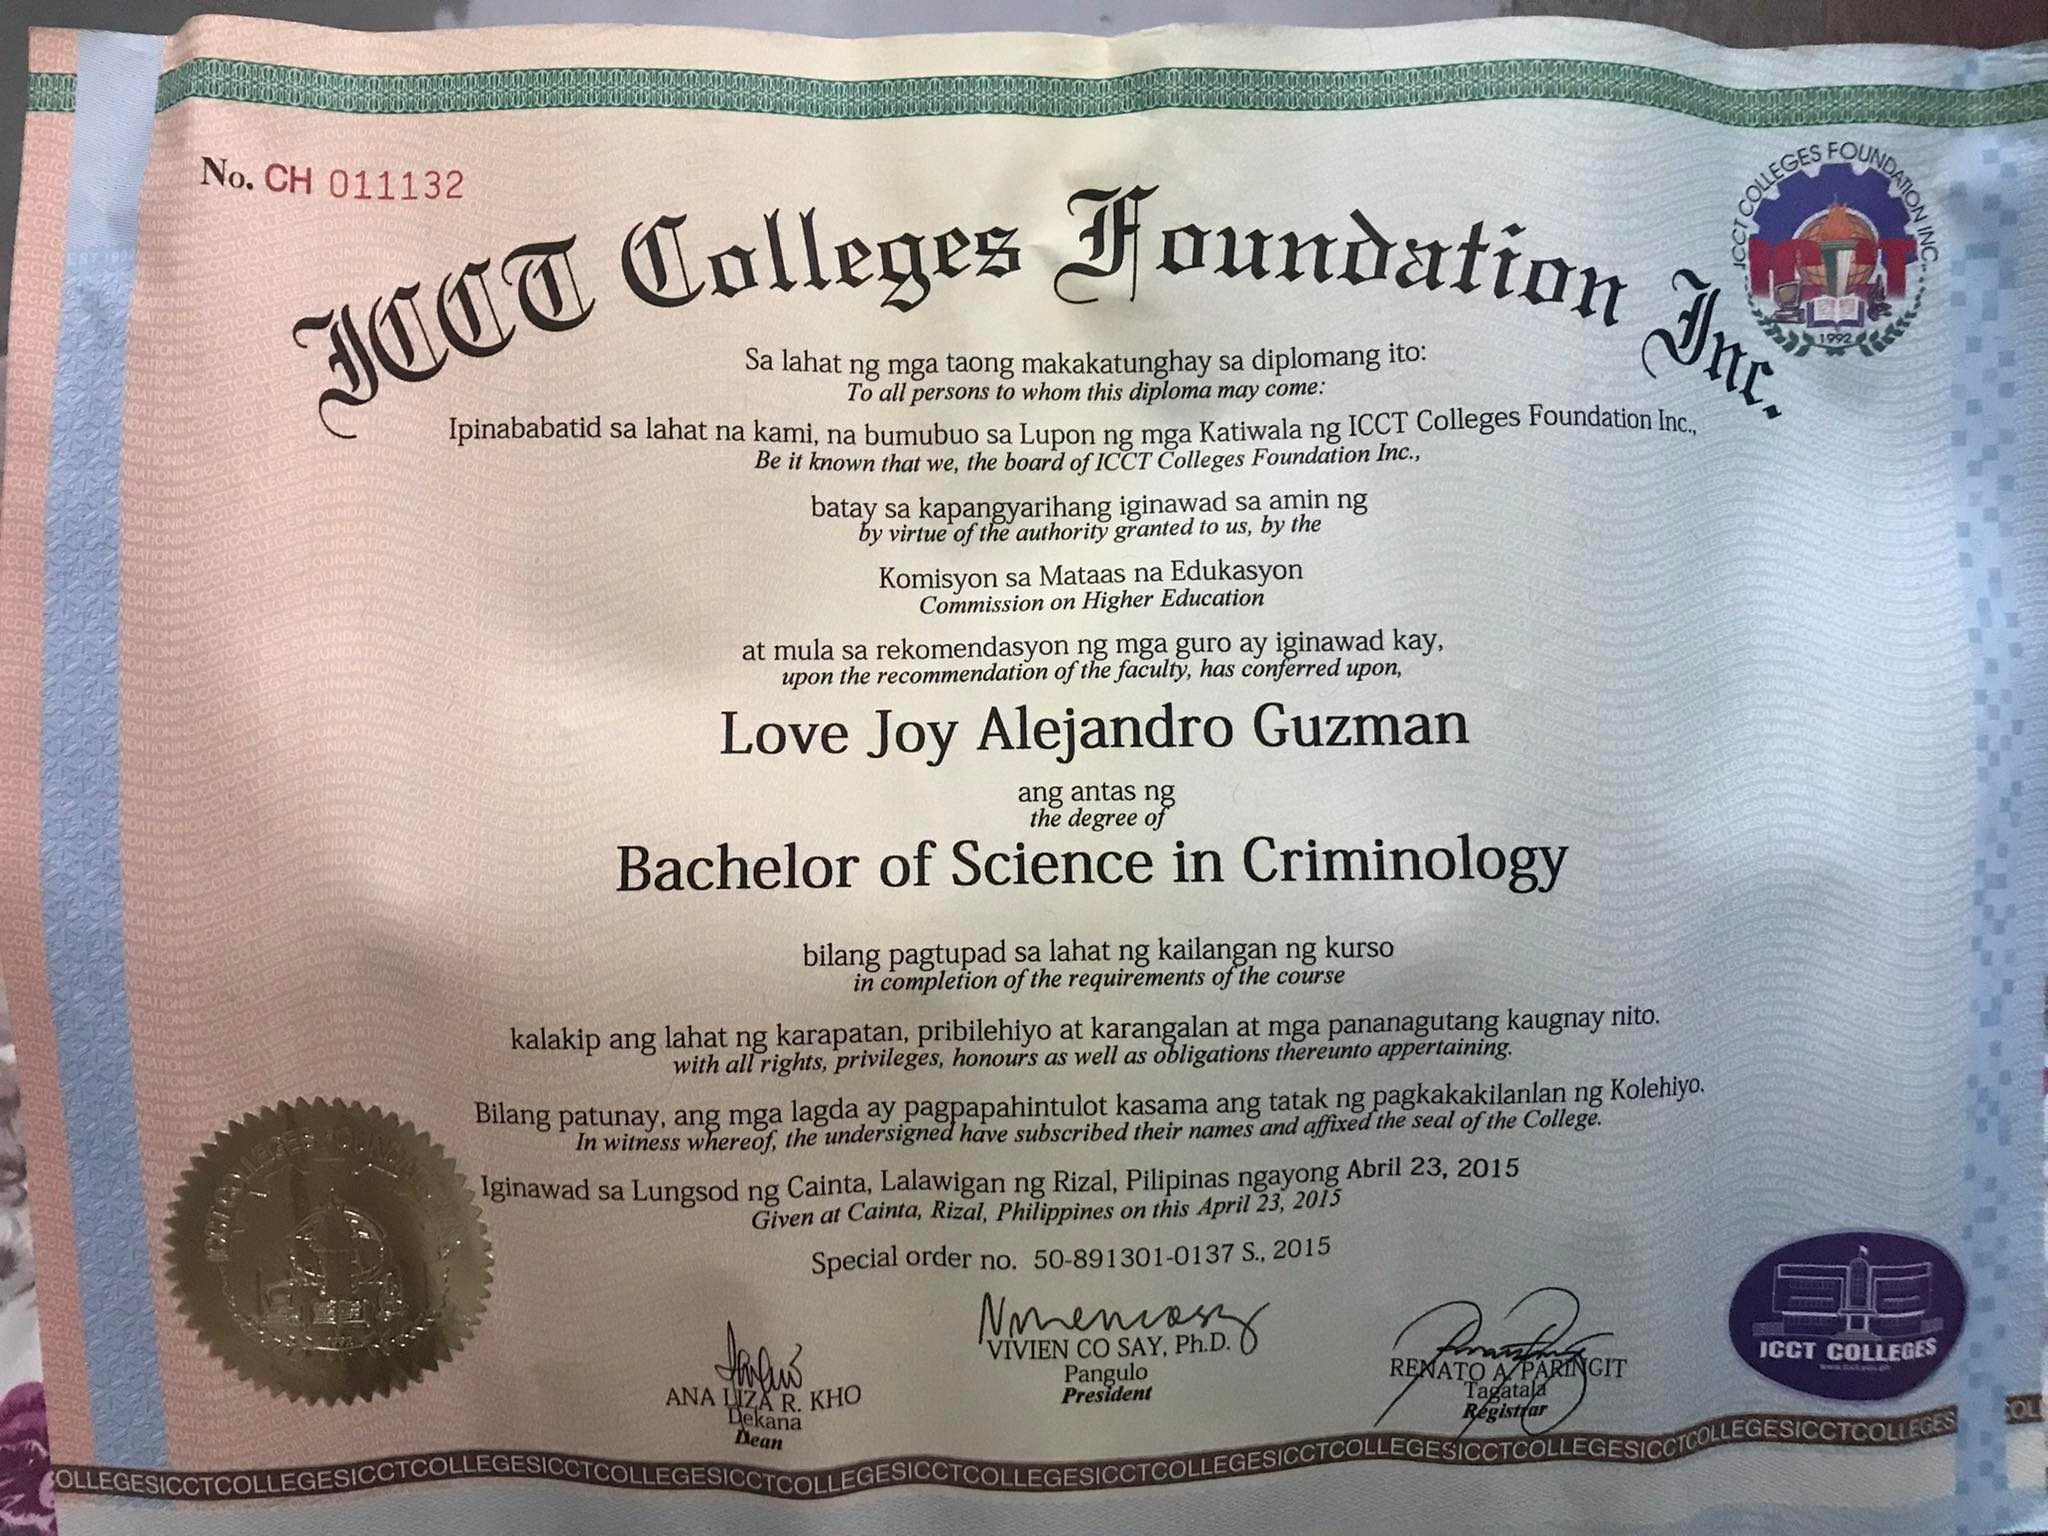 No. CH 011132
ICCT COLLEGES FOUNDATION INC.
ICCT
1992
ICCT Colleges Foundation Inc.
Sa lahat ng mga taong makakatunghay sa diplomang ito:
To all persons to whom this diploma may come:
Ipinababatid sa lahat na kami, na bumubuo sa Lupon ng mga Katiwala ng ICCT Colleges Foundation Inc.,
Be it known that we, the board of ICCT Colleges Foundation Inc.,
batay sa kapangyarihang iginawad sa amin ng
by virtue of the authority granted to us, by the
Komisyon sa Mataas na Edukasyon
Commission on Higher Education
at mula sa rekomendasyon ng mga guro ay iginawad kay,
upon the recommendation of the faculty, has conferred upon,
Love Joy Alejandro Guzman
ang antas ng
the degree of
Bachelor of Science in Criminology
bilang pagtupad sa lahat ng kailangan ng kurso
in completion of the requirements of the course
kalakip ang lahat ng karapatan, pribilehiyo at karangalan at mga pananagutang kaugnay nito.
with all rights, privileges, honours as well as obligations thereunto appertaining.
Bilang patunay, ang mga lagda ay pagpapahintulot kasama ang tatak ng pagkakakilanlan ng Kolehiyo.
In witness whereof, the undersigned have subscribed their names and affixed the seal of the College.
Iginawad sa Lungsod ng Cainta, Lalawigan ng Rizal, Pilipinas ngayong Abril 23, 2015
Given at Cainta, Rizal, Philippines on this April 23, 2015
Special order no. 50-891301-0137 S., 2015
ANA LIZA R. KHO
Dekana
Dean
VIVIEN CO SAY, Ph.D.
Pangulo
President
RENATO A. PARINGIT
Tagatala
Registrar
ICCT COLLEGES
OLLEGESICCTCOLLEGESICCTCOLLEGESICCTCOLLEGESICCTCOLLEGESICCTCOLLEGESICCTCOLLEGESICCTCOLLEGESICCTCOLLEGESICCTCOLLEGES